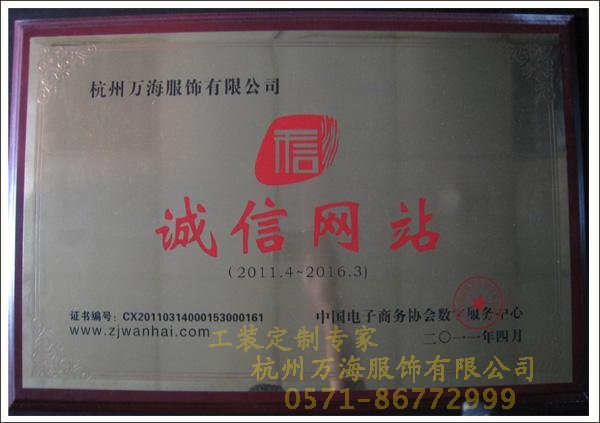 杭州万海服饰有限公司
信
诚信网站
(2011.4~2016.3)
证书编号：CX20110314000153000161
www.zjwanhai.com
中国电子商务协会数字服务中心
二〇一一年四月
工装定制专家
杭州万海服饰有限公司
0571-86772999